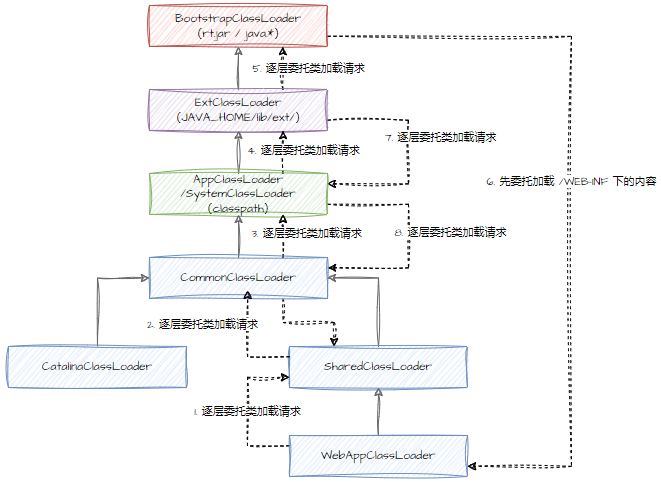 BootstrapClassLoader
(rt.jar / java.*)
5. 逐层委托类加载请求
ExtClassLoader
(JAVA_HOME/lib/ext/)
7. 逐层委托类加载请求
4. 逐层委托类加载请求
AppClassLoader
/SystemClassLoader
(classpath)
6. 先委托加载 /WEB-INF 下的内容
3. 逐层委托类加载请求
8. 逐层委托类加载请求
CommonClassLoader
2. 逐层委托类加载请求
CatalinaClassLoader
SharedClassLoader
1. 逐层委托类加载请求
WebAppClassLoader